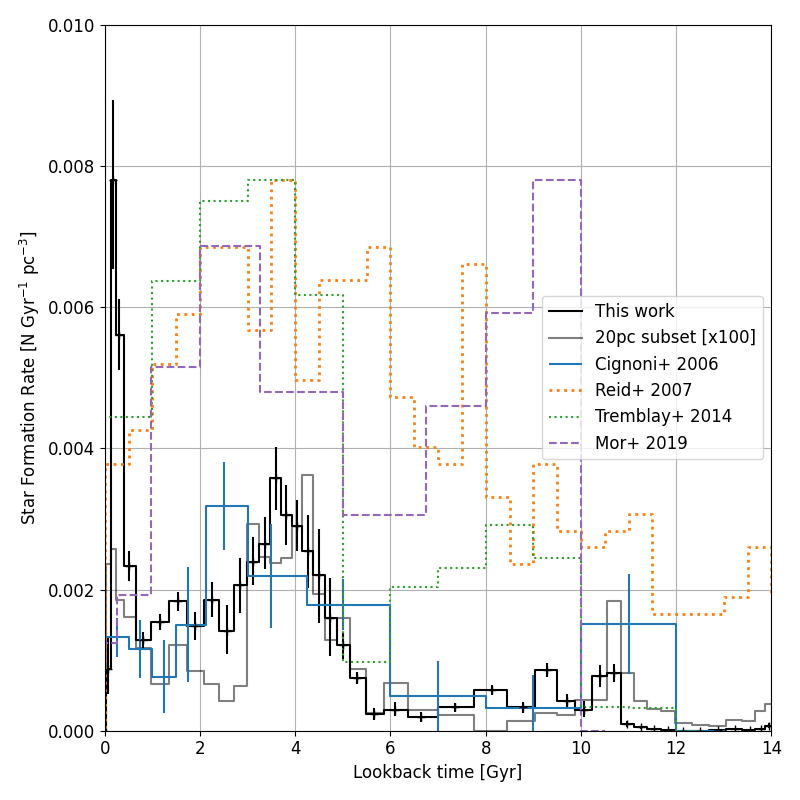 0.010
0.008
0.006
0.004
0.002
0.000
Star Formation Rate [N Gyr⁻¹ pc⁻³]
This work
20pc subset [x100]
Cignoni+ 2006
Reid+ 2007
Tremblay+ 2014
Mor+ 2019
0 2 4 6 8 10 12 14
Lookback time [Gyr]